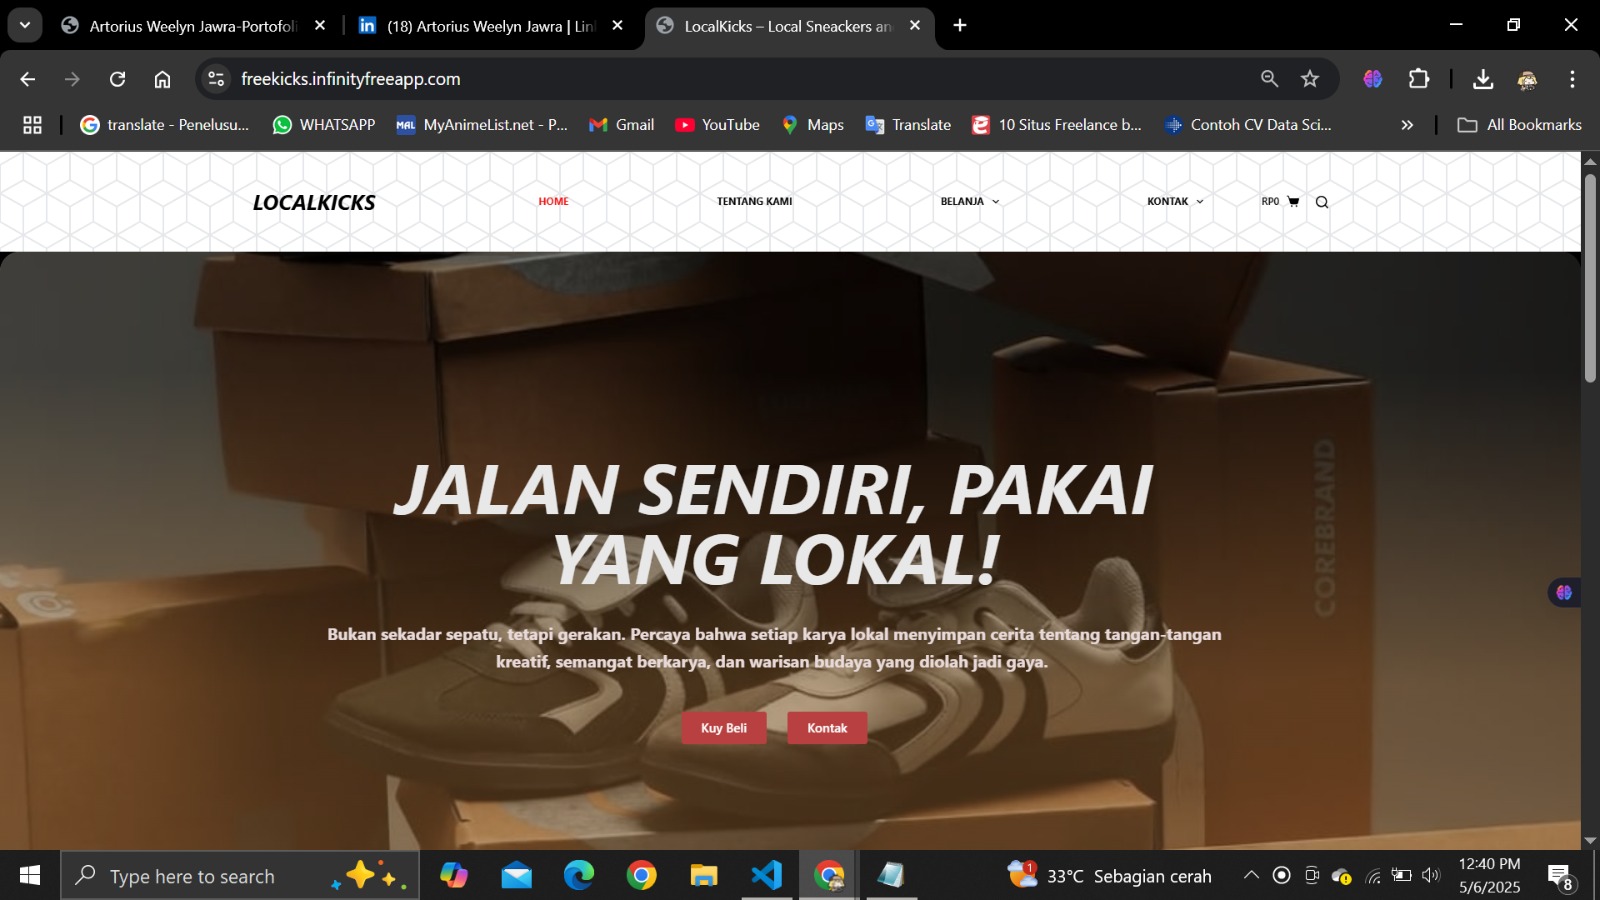 Artorius Weelyn Jawra-Portofoli
(18) Artorius Weelyn Jawra | Lin
LocalKicks – Local Sneackers an
freekicks.infinityfreeapp.com
translate - Penelusu...
WHATSAPP
MAL
MyAnimeList.net - P...
Gmail
YouTube
Maps
Translate
10 Situs Freelance b...
Contoh CV Data Sci...
»
All Bookmarks
LOCALKICKS
HOME
TENTANG KAMI
BELANJA
KONTAK
RP0
COREBRAND
JALAN SENDIRI, PAKAI
YANG LOKAL!
Bukan sekadar sepatu, tetapi gerakan. Percaya bahwa setiap karya lokal menyimpan cerita tentang tangan-tangan
kreatif, semangat berkarya, dan warisan budaya yang diolah jadi gaya.
Kuy Beli
Kontak
Type here to search
1
33°C Sebagian cerah
12:40 PM
5/6/2025
8